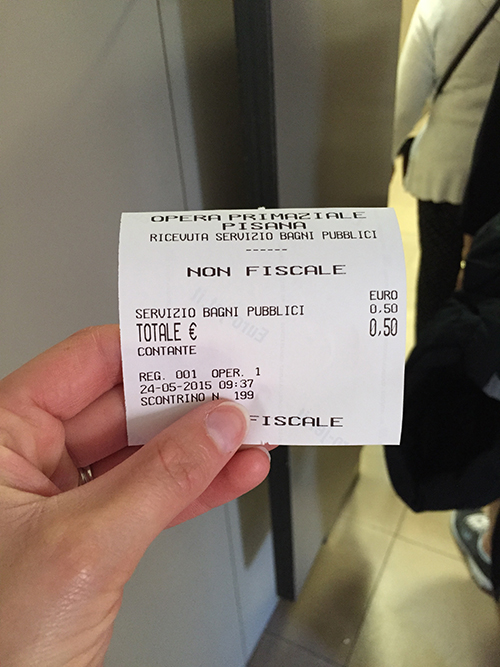 OPERA PRIMAZIALE
PISANA
RICEVUTA SERVIZIO BAGNI PUBBLICI
------
NON FISCALE
EURO
SERVIZIO BAGNI PUBBLICI 0,50
TOTALE € 0,50
CONTANTE
REG. 001 OPER. 1
24-05-2015 09:37
SCONTRINO N. 199
FISCALE